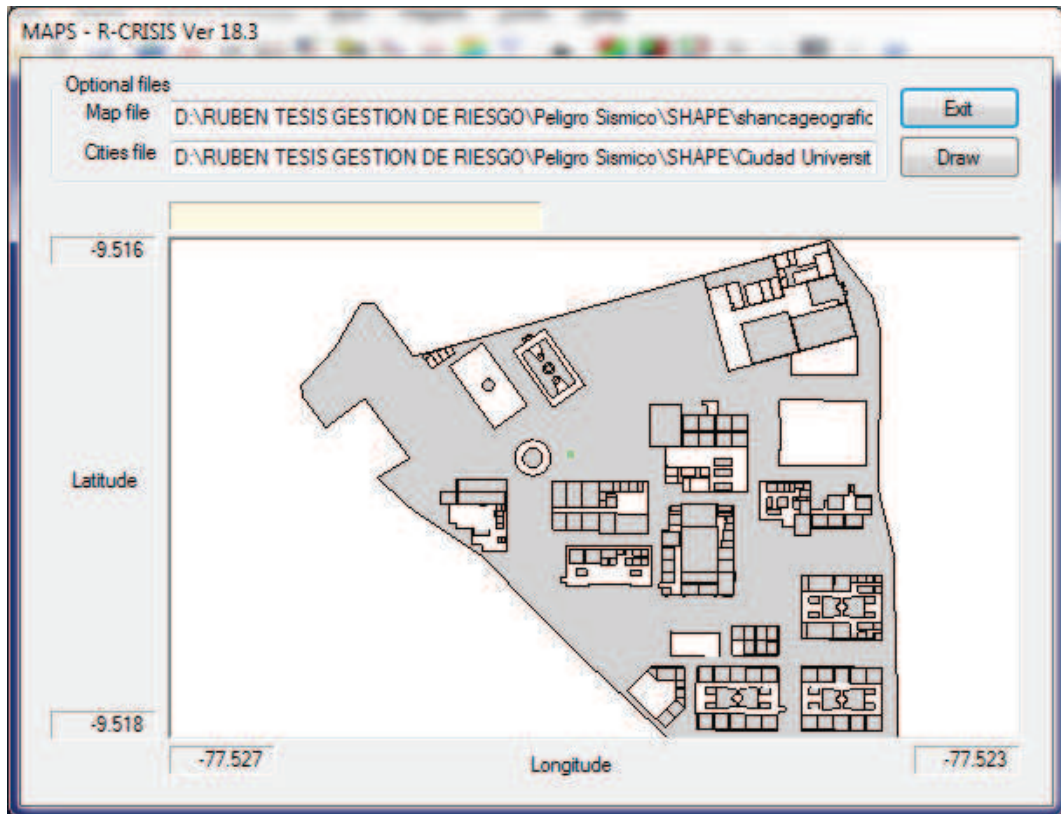 MAPS - R-CRISIS Ver 18.3
Optional files
Map file D:\RUBEN TESIS GESTION DE RIESGO\Peligro Sismico\SHAPE\shancageografic
Exit
Cities file D:\RUBEN TESIS GESTION DE RIESGO\Peligro Sismico\SHAPE\Ciudad Universit
Draw
-9.516
Latitude
-9.518
-77.527
Longitude
-77.523